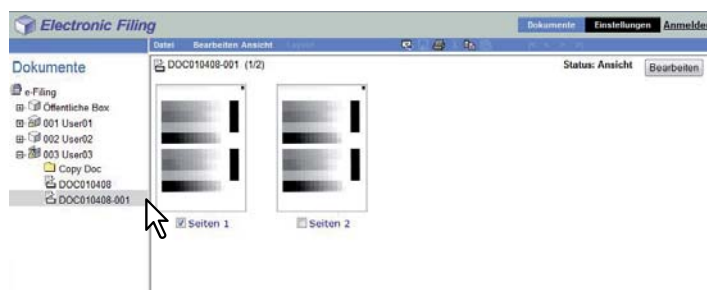 Electronic Filing
Dokumente Einstellungen Anmelde
Datei Bearbeiten Ansicht
Dokumente
DOC010408-001 (1/2)
Status: Ansicht Bearbeiten
e-Filing
Öffentliche Box
001 User01
002 User02
003 User03
Copy Doc
DOC010408
DOC010408-001
Seiten 1
Seiten 2